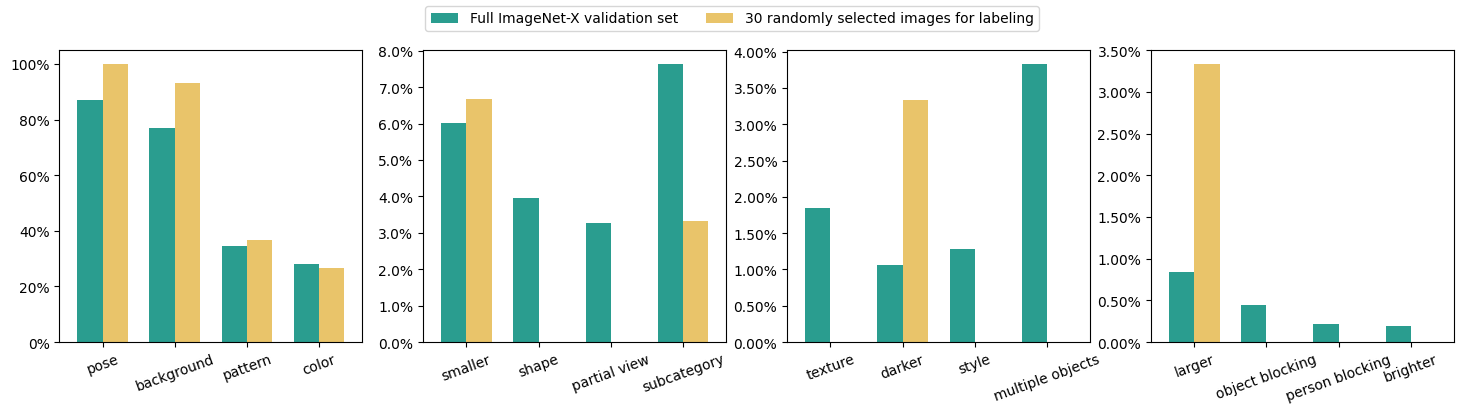 Full ImageNet-X validation set
30 randomly selected images for labeling
100%
80%
60%
40%
20%
0%
pose
background
pattern
color
8.0%
7.0%
6.0%
5.0%
4.0%
3.0%
2.0%
1.0%
0.0%
smaller
shape
partial view
subcategory
4.00%
3.50%
3.00%
2.50%
2.00%
1.50%
1.00%
0.50%
0.00%
texture
darker
style
multiple objects
3.50%
3.00%
2.50%
2.00%
1.50%
1.00%
0.50%
0.00%
larger
object blocking
person blocking
brighter